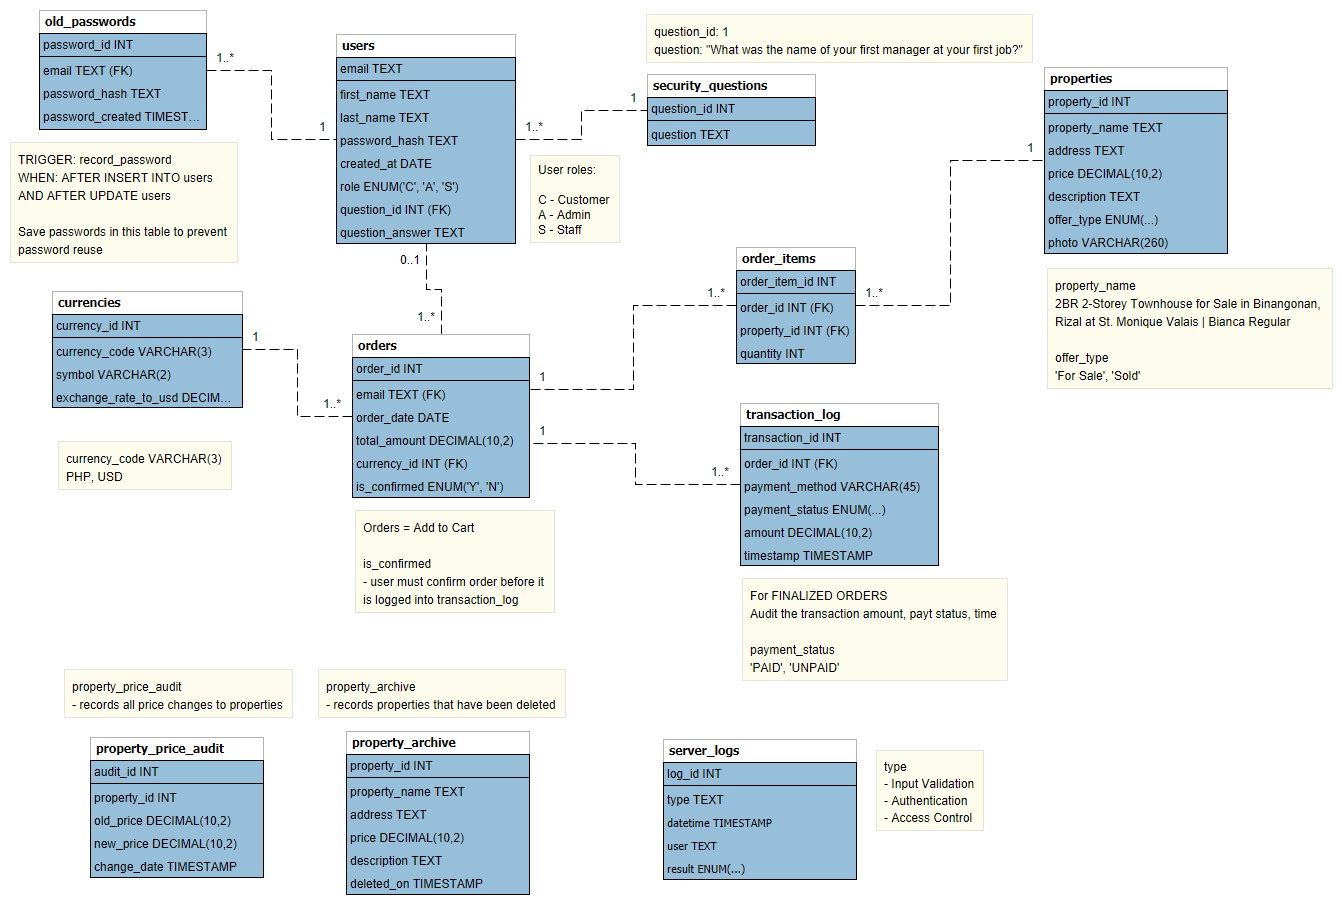 old_passwords
password_id INT
email TEXT (FK)
password_hash TEXT
password_created TIMEST...
1..*
1
TRIGGER: record_password
WHEN: AFTER INSERT INTO users
AND AFTER UPDATE users
Save passwords in this table to prevent
password reuse
users
email TEXT
first_name TEXT
last_name TEXT
password_hash TEXT
created_at DATE
role ENUM('C', 'A', 'S')
question_id INT (FK)
question_answer TEXT
1..*
1
question_id: 1
question: "What was the name of your first manager at your first job?"
security_questions
question_id INT
question TEXT
User roles:
C - Customer
A - Admin
S - Staff
properties
property_id INT
property_name TEXT
address TEXT
price DECIMAL(10,2)
description TEXT
offer_type ENUM(...)
photo VARCHAR(260)
1
property_name
2BR 2-Storey Townhouse for Sale in Binangonan,
Rizal at St. Monique Valais | Bianca Regular
offer_type
'For Sale', 'Sold'
0..1
1..*
currencies
currency_id INT
currency_code VARCHAR(3)
symbol VARCHAR(2)
exchange_rate_to_usd DECIM...
1
1..*
currency_code VARCHAR(3)
PHP, USD
orders
order_id INT
email TEXT (FK)
order_date DATE
total_amount DECIMAL(10,2)
currency_id INT (FK)
is_confirmed ENUM('Y', 'N')
1
1..*
1
1..*
Orders = Add to Cart
is_confirmed
- user must confirm order before it
is logged into transaction_log
order_items
order_item_id INT
order_id INT (FK)
property_id INT (FK)
quantity INT
1..*
transaction_log
transaction_id INT
order_id INT (FK)
payment_method VARCHAR(45)
payment_status ENUM(...)
amount DECIMAL(10,2)
timestamp TIMESTAMP
For FINALIZED ORDERS
Audit the transaction amount, payt status, time
payment_status
'PAID', 'UNPAID'
property_price_audit
- records all price changes to properties
property_price_audit
audit_id INT
property_id INT
old_price DECIMAL(10,2)
new_price DECIMAL(10,2)
change_date TIMESTAMP
property_archive
- records properties that have been deleted
property_archive
property_id INT
property_name TEXT
address TEXT
price DECIMAL(10,2)
description TEXT
deleted_on TIMESTAMP
server_logs
log_id INT
type TEXT
datetime TIMESTAMP
user TEXT
result ENUM(...)
type
- Input Validation
- Authentication
- Access Control